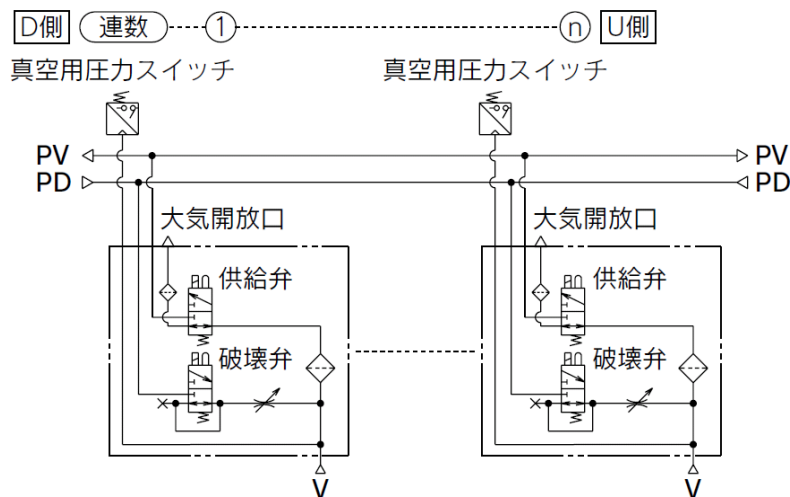 D側 連数 1 n U側
真空用圧力スイッチ 真空用圧力スイッチ
PV PV
PD PD
大気開放口 大気開放口
供給弁 供給弁
破壊弁 破壊弁
V V